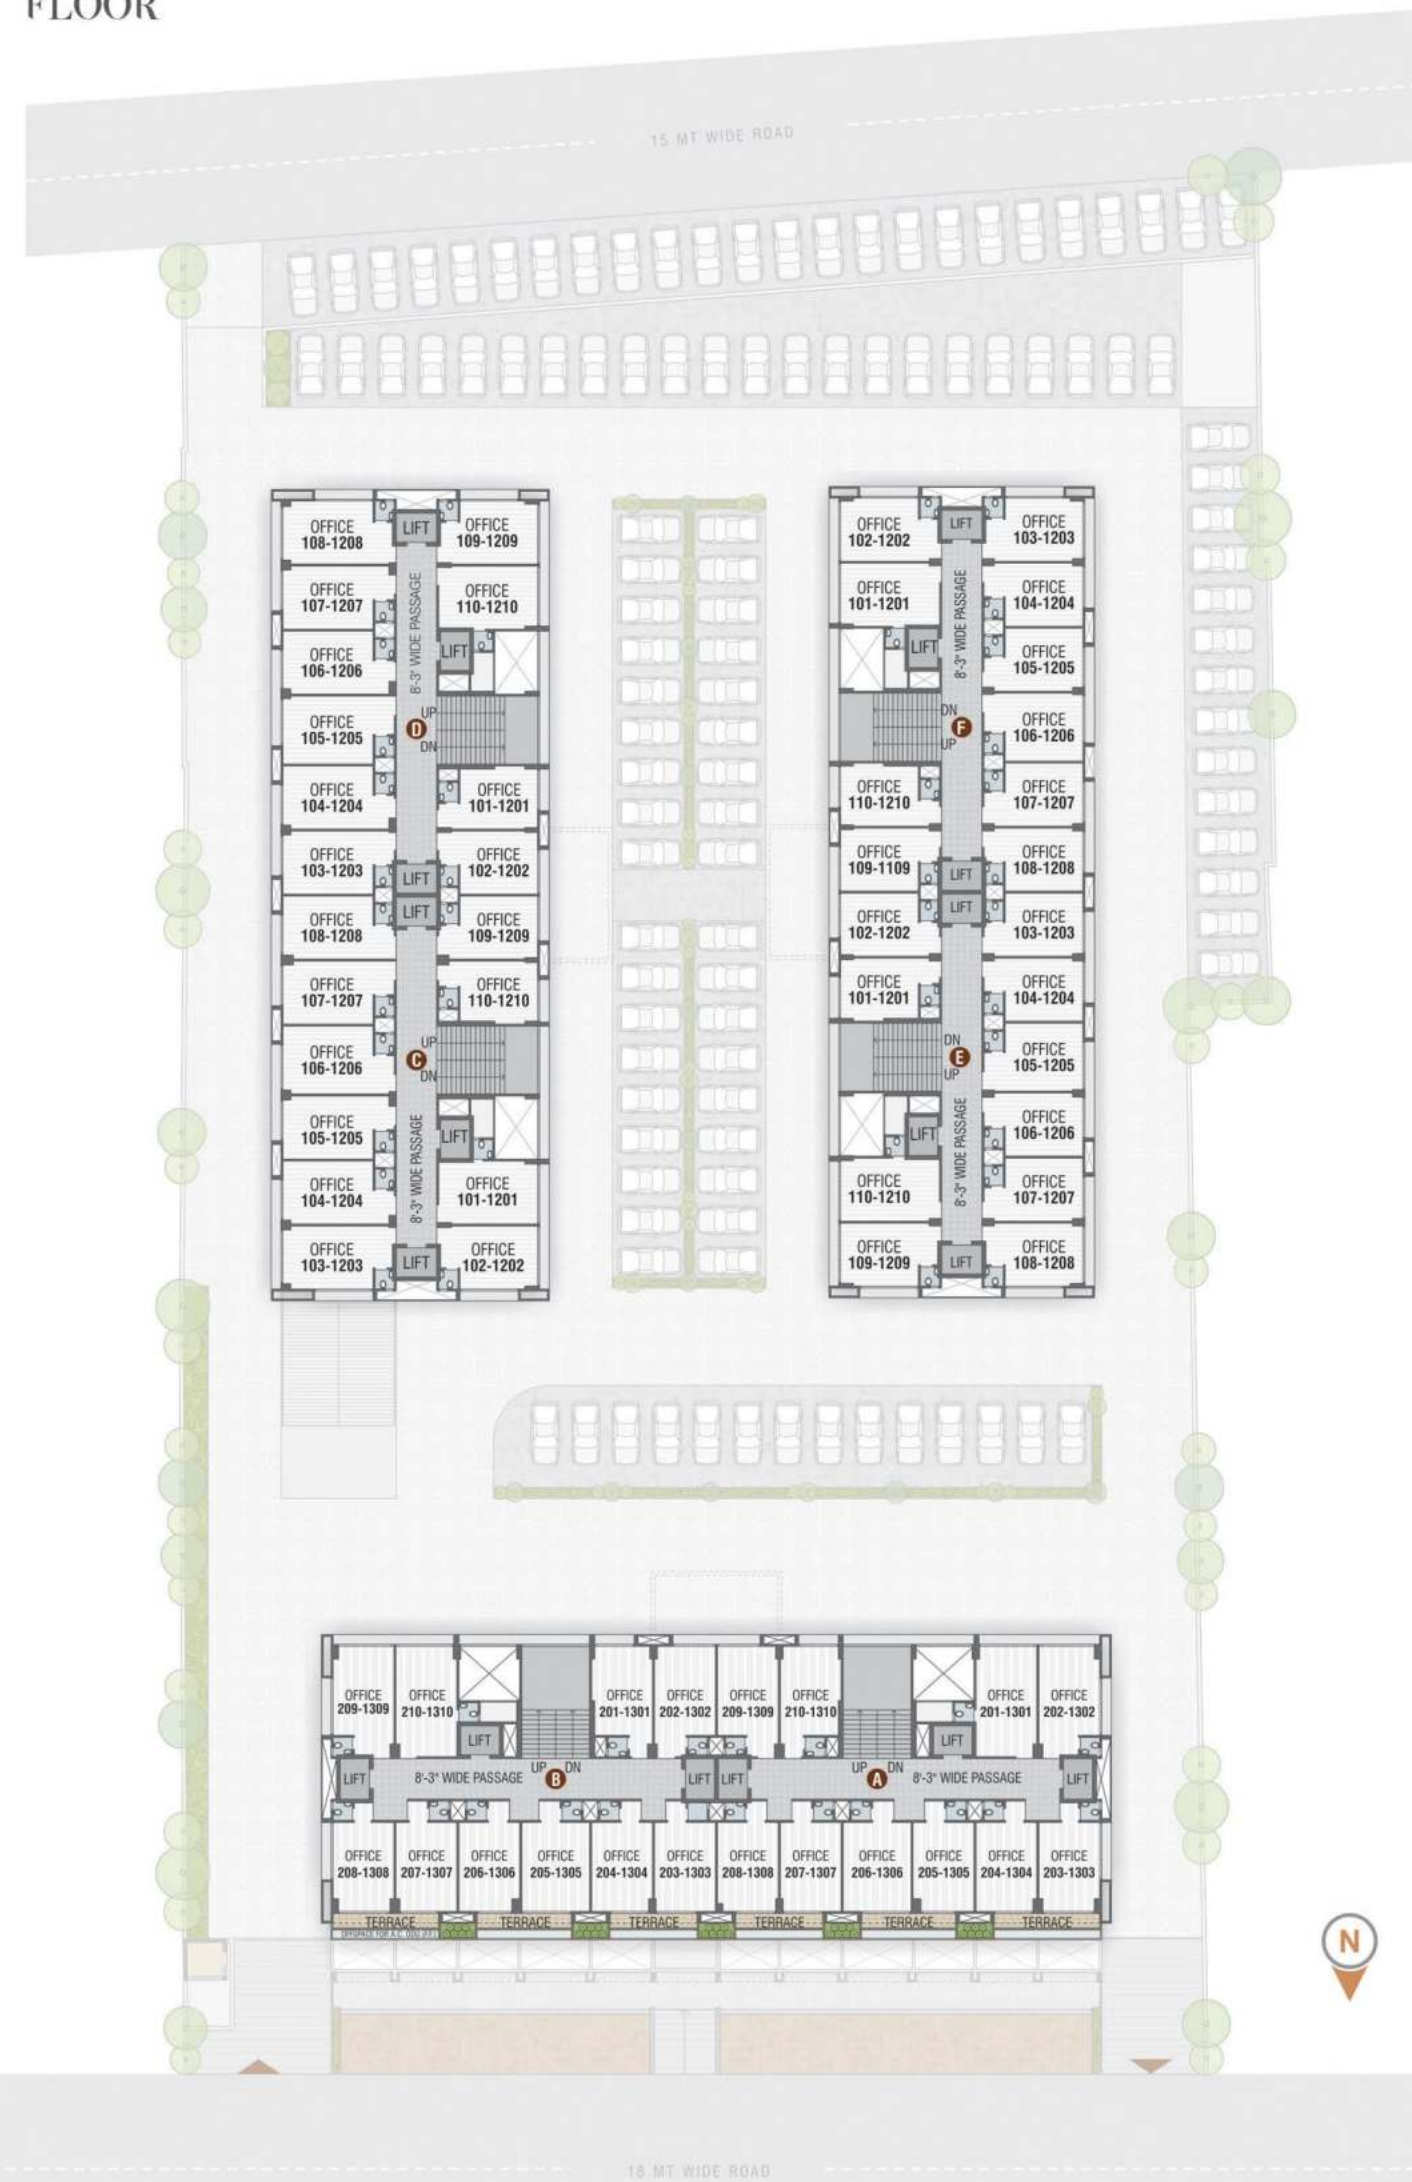 FLOOR
15 MT WIDE ROAD
OFFICE
108-1208
LIFT
OFFICE
109-1209
OFFICE
107-1207
OFFICE
110-1210
8'-3" WIDE PASSAGE
OFFICE
106-1206
LIFT
OFFICE
105-1205
UP
D
DN
OFFICE
104-1204
OFFICE
101-1201
OFFICE
103-1203
LIFT
OFFICE
102-1202
OFFICE
108-1208
LIFT
OFFICE
109-1209
OFFICE
107-1207
OFFICE
110-1210
OFFICE
106-1206
UP
C
DN
OFFICE
105-1205
8'-3" WIDE PASSAGE
LIFT
OFFICE
104-1204
OFFICE
101-1201
OFFICE
103-1203
LIFT
OFFICE
102-1202
OFFICE
102-1202
LIFT
OFFICE
103-1203
OFFICE
101-1201
8'-3" WIDE PASSAGE
OFFICE
104-1204
LIFT
OFFICE
105-1205
DN
F
UP
OFFICE
106-1206
OFFICE
110-1210
OFFICE
107-1207
OFFICE
109-1109
LIFT
OFFICE
108-1208
OFFICE
102-1202
LIFT
OFFICE
103-1203
OFFICE
101-1201
OFFICE
104-1204
DN
E
UP
OFFICE
105-1205
LIFT
8'-3" WIDE PASSAGE
OFFICE
106-1206
OFFICE
110-1210
OFFICE
107-1207
OFFICE
109-1209
LIFT
OFFICE
108-1208
OFFICE
209-1309
OFFICE
210-1310
OFFICE
201-1301
OFFICE
202-1302
OFFICE
209-1309
OFFICE
210-1310
OFFICE
201-1301
OFFICE
202-1302
LIFT
LIFT
LIFT
8'-3" WIDE PASSAGE
UP
B
DN
LIFT
LIFT
UP
A
DN
8'-3" WIDE PASSAGE
LIFT
OFFICE
208-1308
OFFICE
207-1307
OFFICE
206-1306
OFFICE
205-1305
OFFICE
204-1304
OFFICE
203-1303
OFFICE
208-1308
OFFICE
207-1307
OFFICE
206-1306
OFFICE
205-1305
OFFICE
204-1304
OFFICE
203-1303
TERRACE
TERRACE
TERRACE
TERRACE
TERRACE
TERRACE
N
18 MT WIDE ROAD